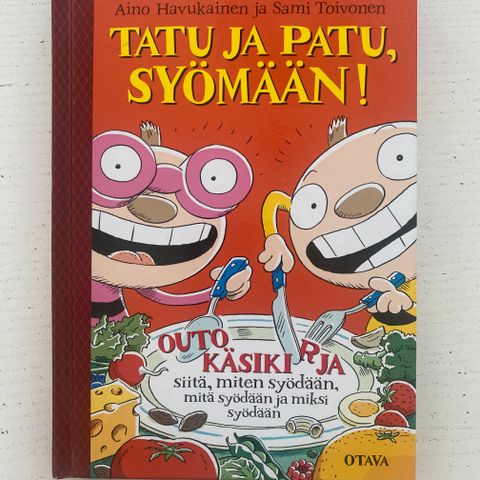 Aino Havukainen ja Sami Toivonen
TATU JA PATU,
SYÖMÄÄN!
OUTO
KÄSIKIRJA
siitä, miten syödään,
mitä syödään ja miksi
syödään
OTAVA